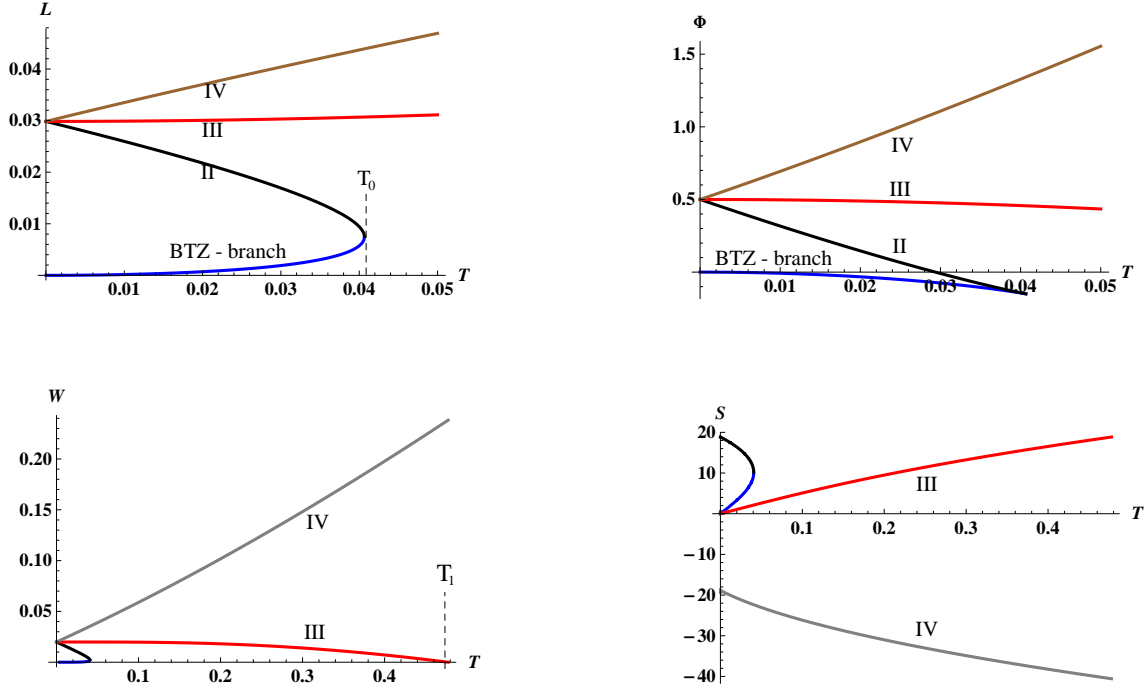 L
0.04
IV
0.03
III
0.02
II
T0
0.01
BTZ - branch
0.01 0.02 0.03 0.04 0.05 T
Φ
1.5
1.0
IV
0.5
III
II
BTZ - branch
0.01 0.02 0.03 0.04 0.05 T
W
0.20
0.15
IV
0.10
0.05
T1
III
0.1 0.2 0.3 0.4 T
S
20
10
III
0.1 0.2 0.3 0.4 T
−10
−20
−30
IV
−40